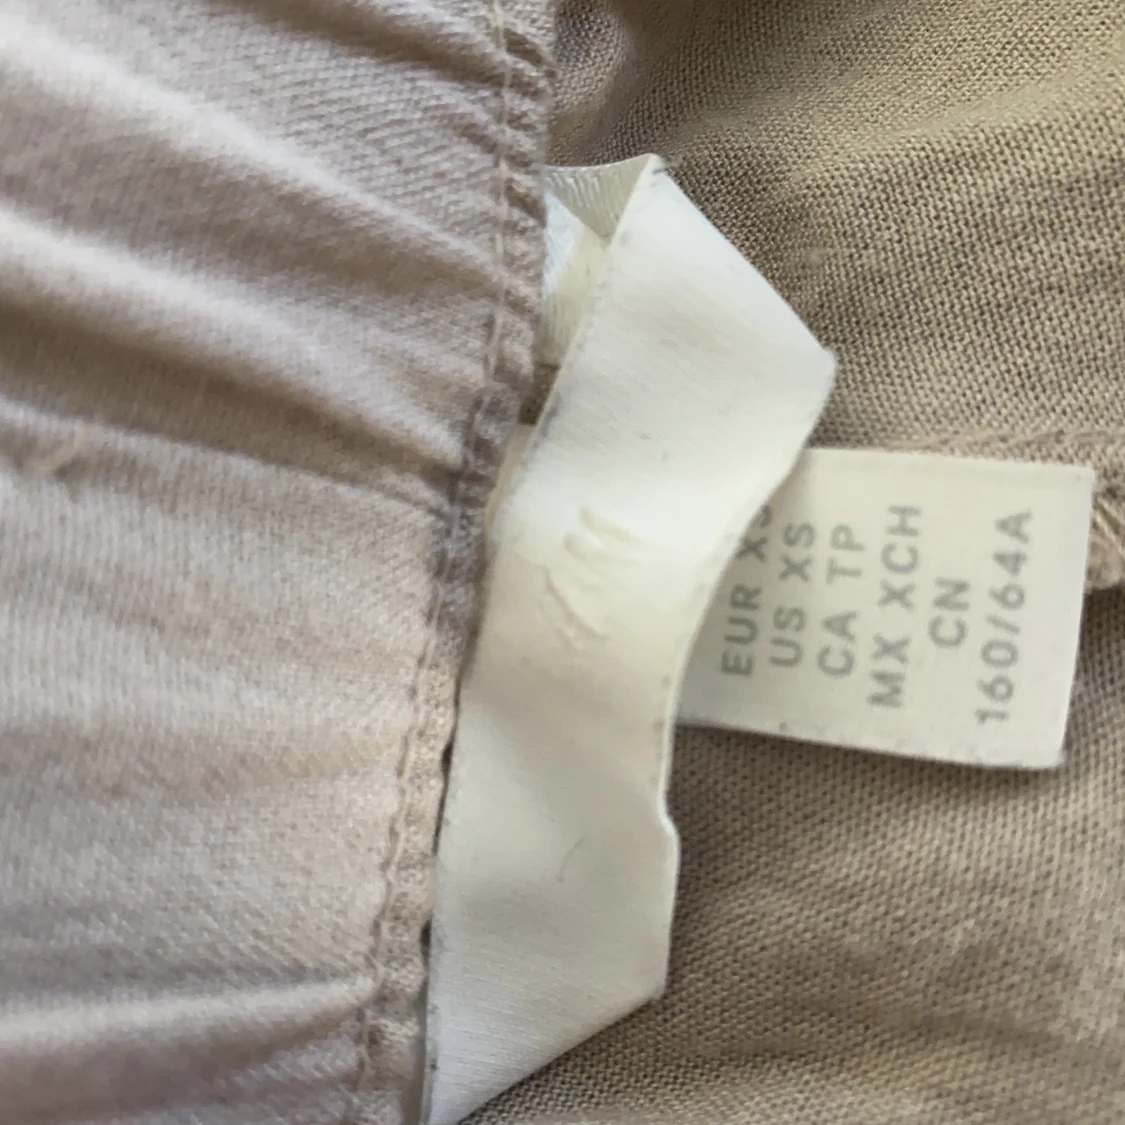 EUR XS
US XS
CA TP
MX XCH
CN
160/64A